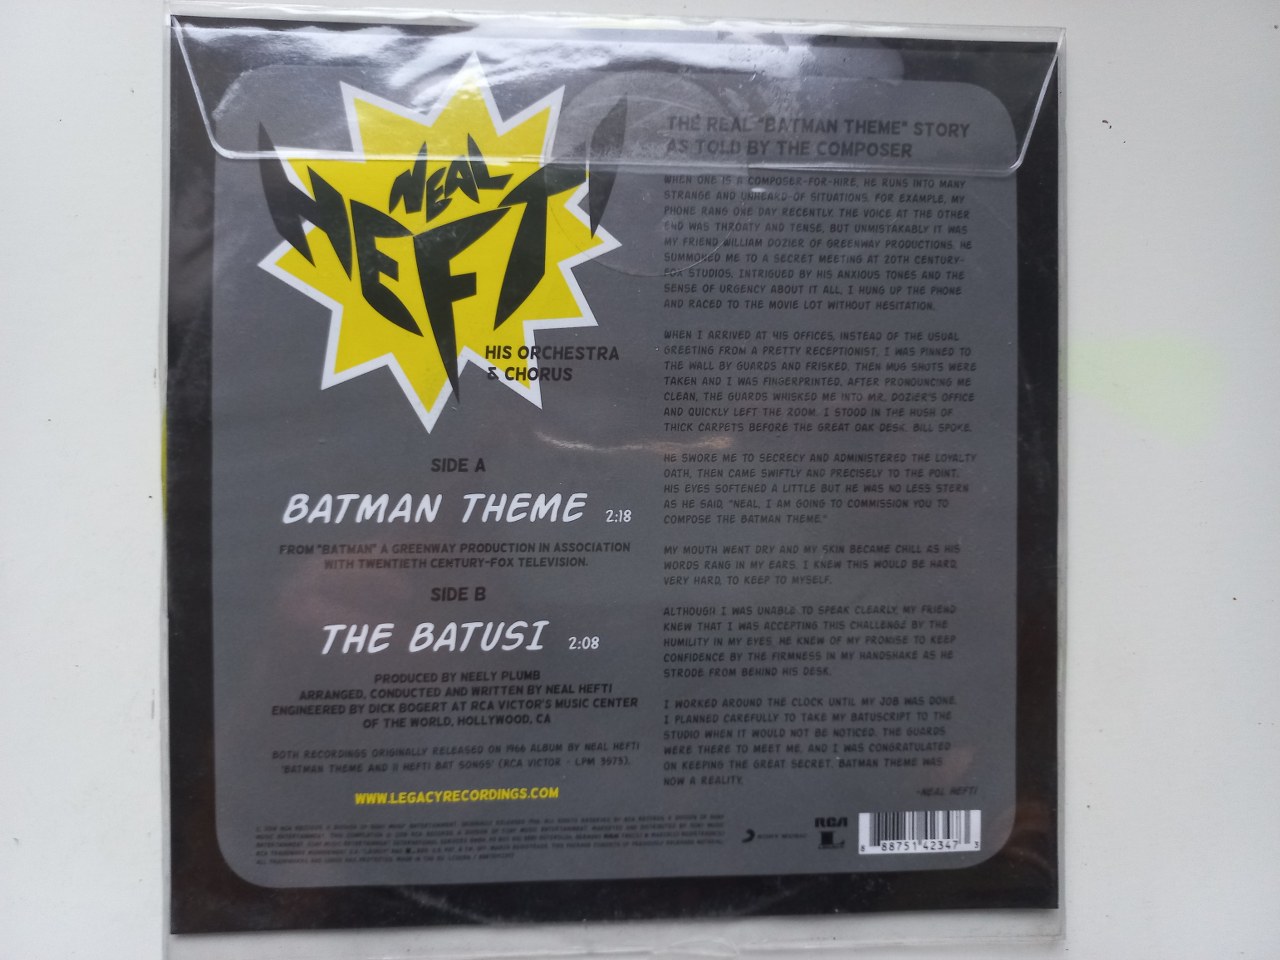 NEAL
HEFTI
HIS ORCHESTRA
& CHORUS
SIDE A
BATMAN THEME 2:18
FROM "BATMAN" A GREENWAY PRODUCTION IN ASSOCIATION
WITH TWENTIETH CENTURY-FOX TELEVISION.
SIDE B
THE BATUSI 2:08
PRODUCED BY NEELY PLUMB
ARRANGED, CONDUCTED AND WRITTEN BY NEAL HEFTI
ENGINEERED BY DICK BOGERT AT RCA VICTOR'S MUSIC CENTER
OF THE WORLD, HOLLYWOOD, CA
BOTH RECORDINGS ORIGINALLY RELEASED ON 1966 ALBUM BY NEAL HEFTI
'BATMAN THEME AND 11 HEFTI BAT SONGS' (RCA VICTOR - LPM 3573).
WWW.LEGACYRECORDINGS.COM
THE REAL "BATMAN THEME" STORY
AS TOLD BY THE COMPOSER
WHEN ONE IS A COMPOSER-FOR-HIRE, HE RUNS INTO MANY
STRANGE AND UNHEARD-OF SITUATIONS. FOR EXAMPLE, MY
PHONE RANG ONE DAY RECENTLY. THE VOICE AT THE OTHER
END WAS THROATY AND TENSE, BUT UNMISTAKABLY IT WAS
MY FRIEND WILLIAM DOZIER OF GREENWAY PRODUCTIONS. HE
SUMMONED ME TO A SECRET MEETING AT 20TH CENTURY-
FOX STUDIOS. INTRIGUED BY HIS ANXIOUS TONES AND THE
SENSE OF URGENCY ABOUT IT ALL, I HUNG UP THE PHONE
AND RACED TO THE MOVIE LOT WITHOUT HESITATION.
WHEN I ARRIVED AT HIS OFFICES, INSTEAD OF THE USUAL
GREETING FROM A PRETTY RECEPTIONIST, I WAS PINNED TO
THE WALL BY GUARDS AND FRISKED. THEN MUG SHOTS WERE
TAKEN AND I WAS FINGERPRINTED. AFTER PRONOUNCING ME
CLEAN, THE GUARDS WHISKED ME INTO MR. DOZIER'S OFFICE
AND QUICKLY LEFT THE ROOM. I STOOD IN THE HUSH OF
THICK CARPETS BEFORE THE GREAT OAK DESK. BILL SPOKE.
HE SWORE ME TO SECRECY AND ADMINISTERED THE LOYALTY
OATH, THEN CAME SWIFTLY AND PRECISELY TO THE POINT.
HIS EYES SOFTENED A LITTLE BUT HE WAS NO LESS STERN
AS HE SAID, "NEAL, I AM GOING TO COMMISSION YOU TO
COMPOSE THE BATMAN THEME."
MY MOUTH WENT DRY AND MY SKIN BECAME CHILL AS HIS
WORDS RANG IN MY EARS. I KNEW THIS WOULD BE HARD,
VERY HARD, TO KEEP TO MYSELF.
ALTHOUGH I WAS UNABLE TO SPEAK CLEARLY, MY FRIEND
KNEW THAT I WAS ACCEPTING THIS CHALLENGE BY THE
HUMILITY IN MY EYES. HE KNEW OF MY PROMISE TO KEEP
CONFIDENCE BY THE FIRMNESS IN MY HANDSHAKE AS HE
STRODE FROM BEHIND HIS DESK.
I WORKED AROUND THE CLOCK UNTIL MY JOB WAS DONE.
I PLANNED CAREFULLY TO TAKE MY BATUSCRIPT TO THE
STUDIO WHEN IT WOULD NOT BE NOTICED. THE GUARDS
WERE THERE TO MEET ME, AND I WAS CONGRATULATED
ON KEEPING THE GREAT SECRET. BATMAN THEME WAS
NOW A REALITY.
-NEAL HEFTI
RCA
8 88751 42347 3